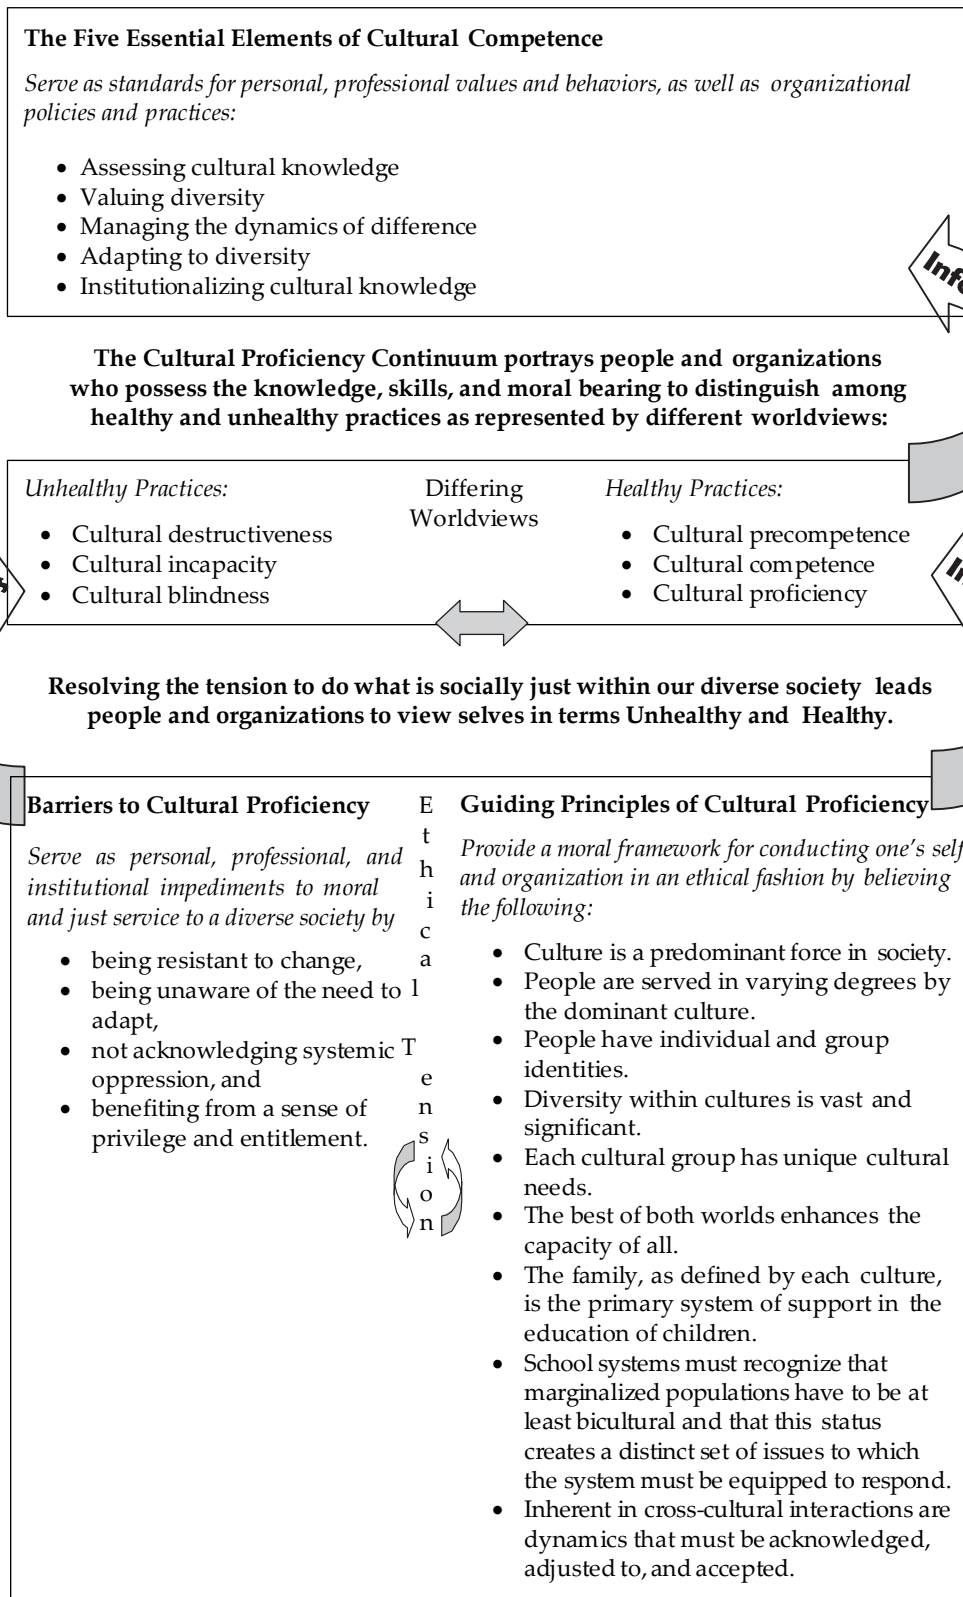 The Five Essential Elements of Cultural Competence
Serve as standards for personal, professional values and behaviors, as well as organizational
policies and practices:
• Assessing cultural knowledge
• Valuing diversity
• Managing the dynamics of difference
• Adapting to diversity
• Institutionalizing cultural knowledge
The Cultural Proficiency Continuum portrays people and organizations
who possess the knowledge, skills, and moral bearing to distinguish among
healthy and unhealthy practices as represented by different worldviews:
Unhealthy Practices:
• Cultural destructiveness
• Cultural incapacity
• Cultural blindness
Differing
Worldviews
Healthy Practices:
• Cultural precompetence
• Cultural competence
• Cultural proficiency
Resolving the tension to do what is socially just within our diverse society leads
people and organizations to view selves in terms Unhealthy and Healthy.
Barriers to Cultural Proficiency
Serve as personal, professional, and
institutional impediments to moral
and just service to a diverse society by
• being resistant to change,
• being unaware of the need to
adapt,
• not acknowledging systemic
oppression, and
• benefiting from a sense of
privilege and entitlement.
Ethical Tension
Guiding Principles of Cultural Proficiency
Provide a moral framework for conducting one's self
and organization in an ethical fashion by believing
the following:
• Culture is a predominant force in society.
• People are served in varying degrees by
the dominant culture.
• People have individual and group
identities.
• Diversity within cultures is vast and
significant.
• Each cultural group has unique cultural
needs.
• The best of both worlds enhances the
capacity of all.
• The family, as defined by each culture,
is the primary system of support in the
education of children.
• School systems must recognize that
marginalized populations have to be at
least bicultural and that this status
creates a distinct set of issues to which
the system must be equipped to respond.
• Inherent in cross-cultural interactions are
dynamics that must be acknowledged,
adjusted to, and accepted.